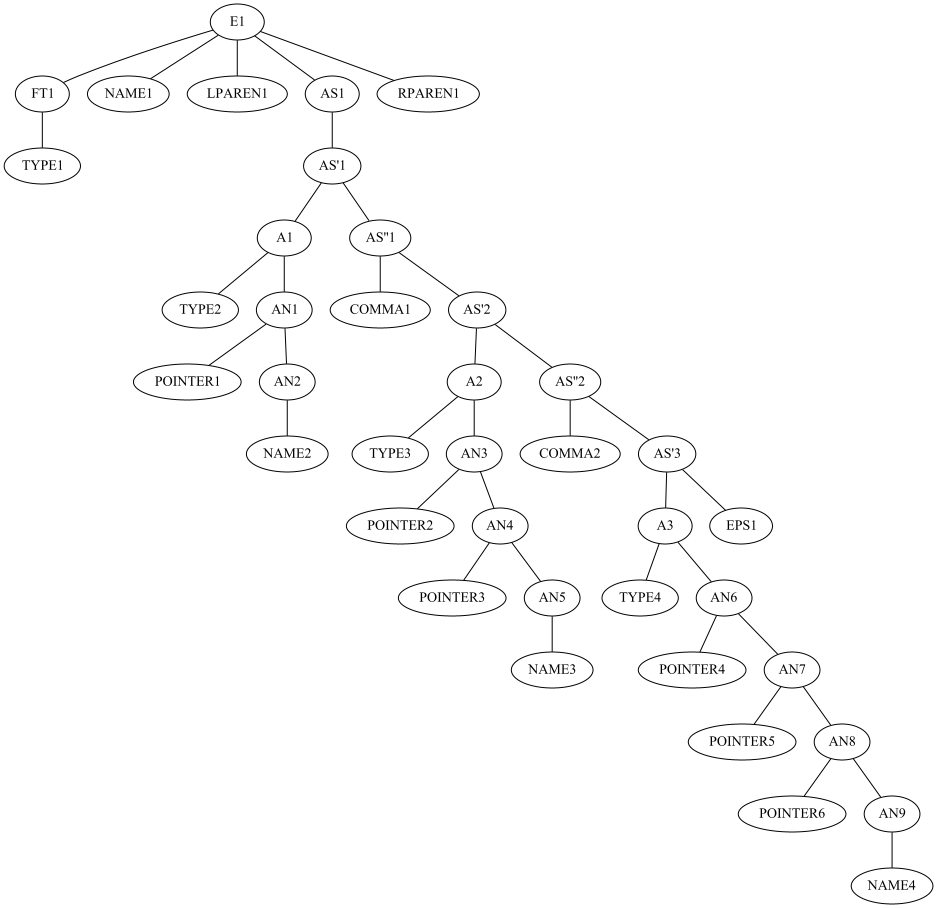 E1
FT1 NAME1 LPAREN1 AS1 RPAREN1
TYPE1 AS'1
A1 AS''1
TYPE2 AN1 COMMA1 AS'2
POINTER1 AN2 A2 AS''2
NAME2 TYPE3 AN3 COMMA2 AS'3
POINTER2 AN4 A3 EPS1
POINTER3 AN5 TYPE4 AN6
NAME3 POINTER4 AN7
POINTER5 AN8
POINTER6 AN9
NAME4